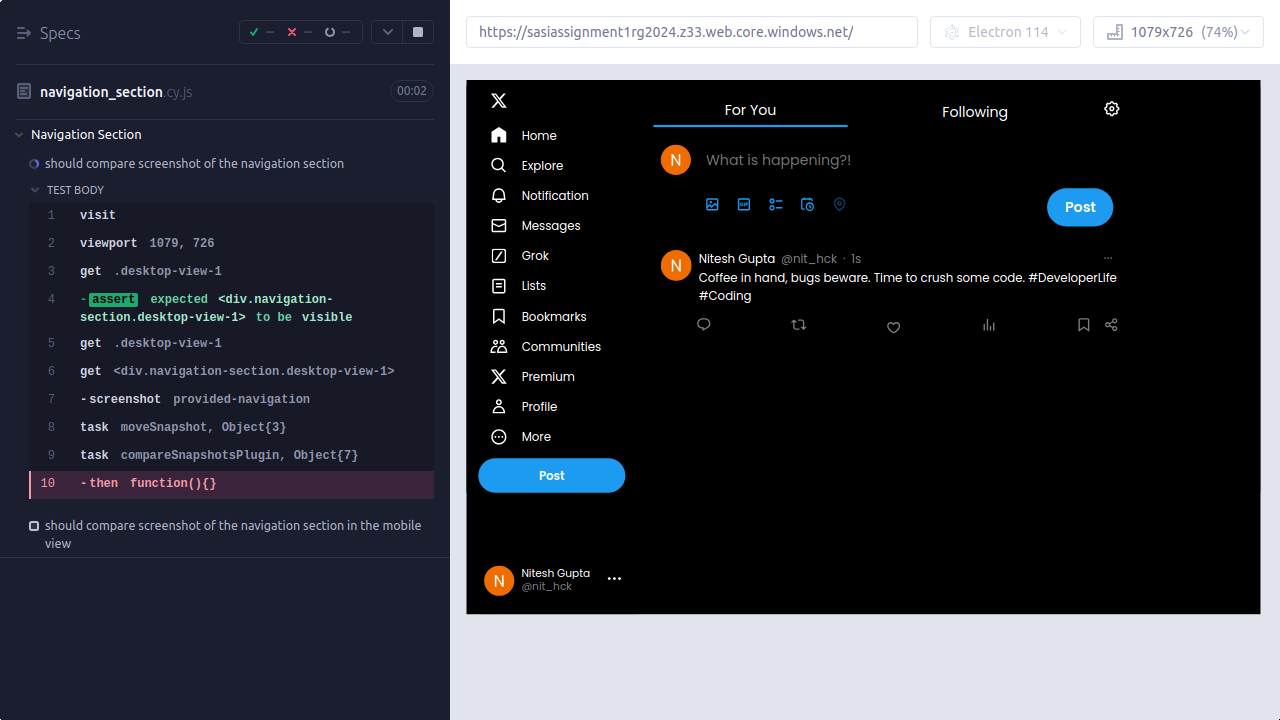 Specs
-- -- --
navigation_section.cy.js 00:02
Navigation Section
should compare screenshot of the navigation section
TEST BODY
1 visit
2 viewport 1079, 726
3 get .desktop-view-1
4 -assert expected <div.navigation-
section.desktop-view-1> to be visible
5 get .desktop-view-1
6 get <div.navigation-section.desktop-view-1>
7 -screenshot provided-navigation
8 task moveSnapshot, Object{3}
9 task compareSnapshotsPlugin, Object{7}
10 -then function(){}
should compare screenshot of the navigation section in the mobile
view
https://sasiassignment1rg2024.z33.web.core.windows.net/
Electron 114
1079x726 (74%)
Home
Explore
Notification
Messages
Grok
Lists
Bookmarks
Communities
Premium
Profile
More
Post
N Nitesh Gupta ...
@nit_hck
For You Following
N What is happening?!
GIF
Post
N Nitesh Gupta @nit_hck · 1s ...
Coffee in hand, bugs beware. Time to crush some code. #DeveloperLife
#Coding